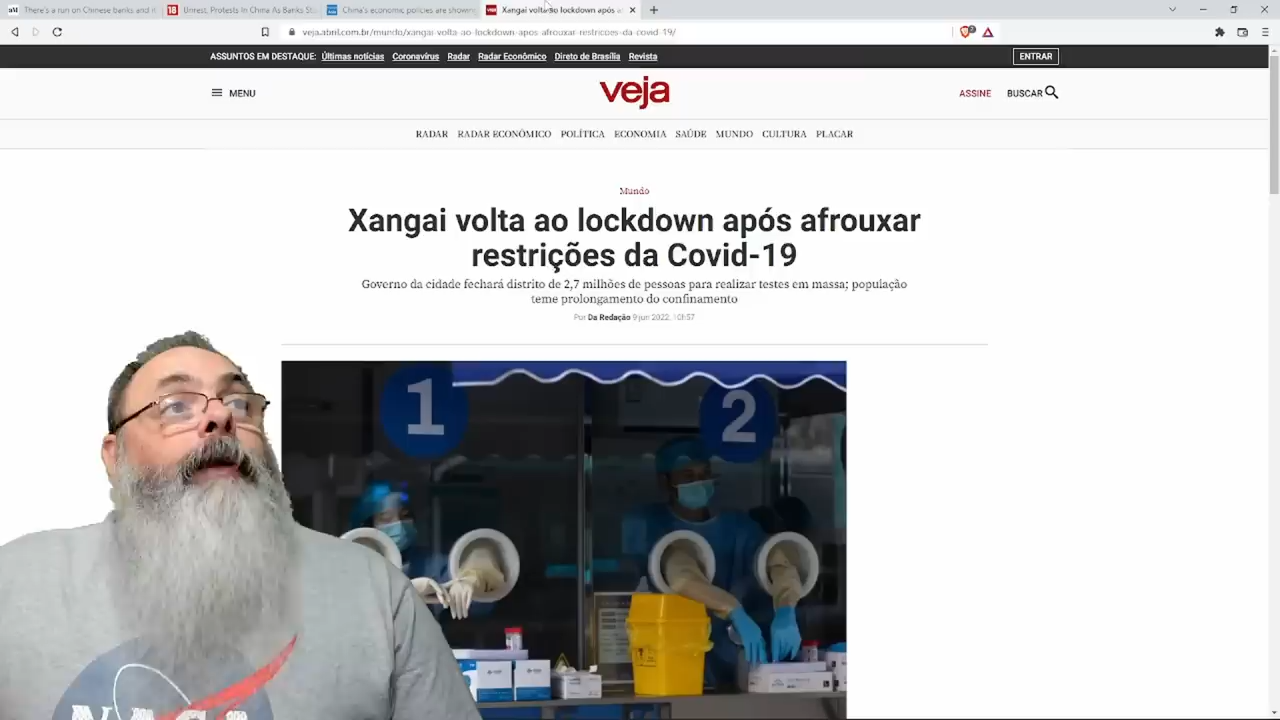 There's a run on Chinese banks and it
Unrest, Protests In China As Banks St
China's economic policies are showing
Xangai volta ao lockdown após a
veja.abril.com.br/mundo/xangai-volta-ao-lockdown-apos-afrouxar-restricoes-da-covid-19/
ASSUNTOS EM DESTAQUE: Últimas notícias Coronavírus Radar Radar Econômico Direto de Brasília Revista
ENTRAR
MENU
veja
ASSINE
BUSCAR
RADAR RADAR ECONÔMICO POLÍTICA ECONOMIA SAÚDE MUNDO CULTURA PLACAR
Mundo
Xangai volta ao lockdown após afrouxar
restrições da Covid-19
Governo da cidade fechará distrito de 2,7 milhões de pessoas para realizar testes em massa; população
teme prolongamento do confinamento
Por Da Redação 9 jun 2022, 10h57
1
2
NASA